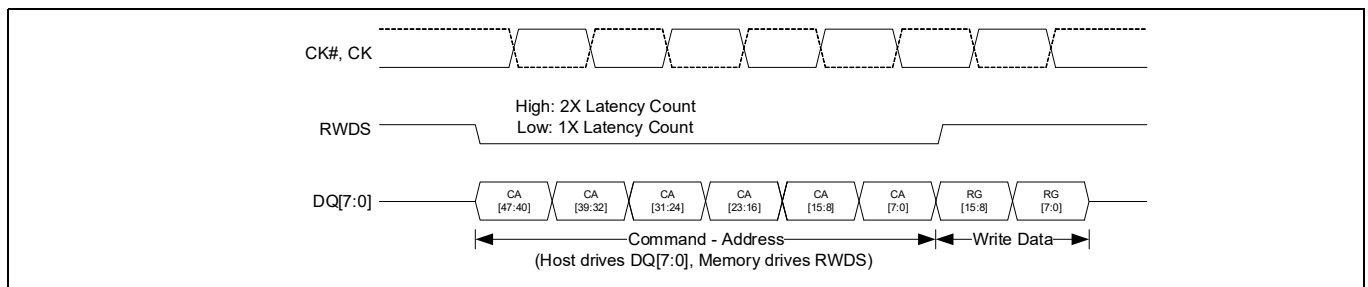 CK#, CK
High: 2X Latency Count
RWDS
Low: 1X Latency Count
DQ[7:0]
CA CA CA CA CA CA RG RG
[47:40] [39:32] [31:24] [23:16] [15:8] [7:0] [15:8] [7:0]
Command - Address Write Data
(Host drives DQ[7:0], Memory drives RWDS)